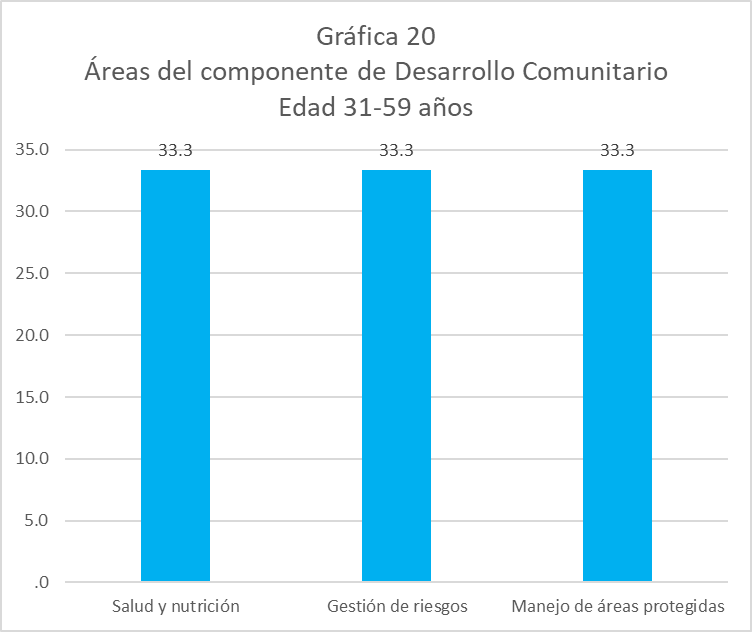 Gráfica 20
Áreas del componente de Desarrollo Comunitario
Edad 31-59 años
35.0
30.0
25.0
20.0
15.0
10.0
5.0
.0
33.3
33.3
33.3
Salud y nutrición
Gestión de riesgos
Manejo de áreas protegidas